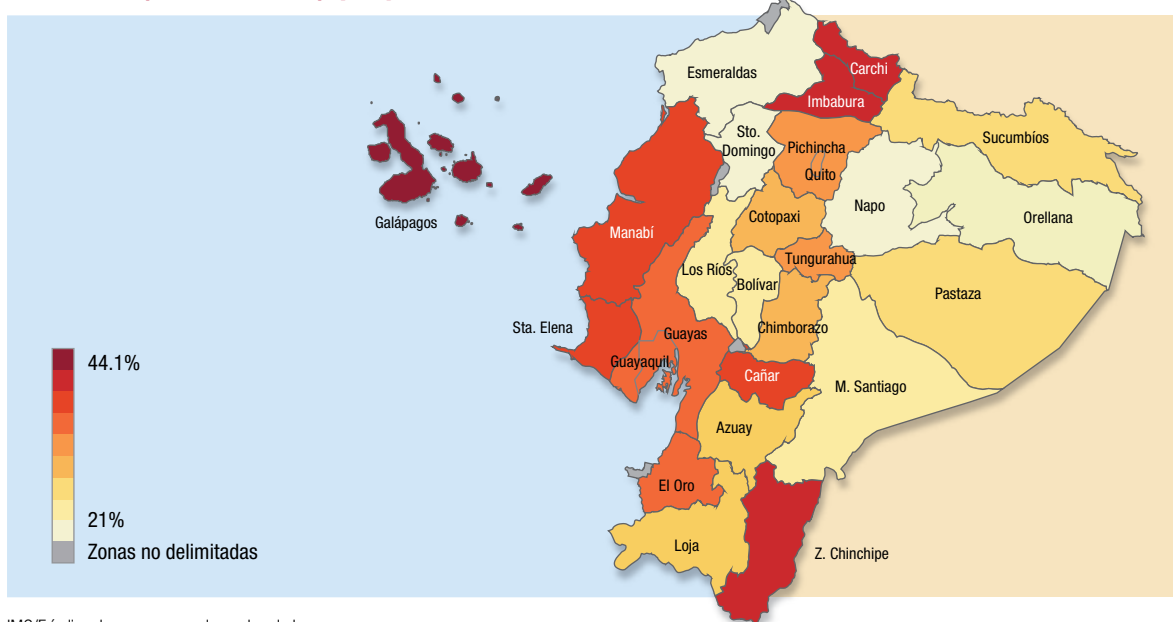 Esmeraldas
Carchi
Imbabura
Sto.
Domingo
Pichincha
Quito
Sucumbíos
Napo
Orellana
Galápagos
Manabí
Cotopaxi
Los Ríos
Bolívar
Tungurahua
Pastaza
Sta. Elena
Guayas
Chimborazo
Guayaquil
Cañar
M. Santiago
Azuay
El Oro
Loja
Z. Chinchipe
44.1%
21%
Zonas no delimitadas